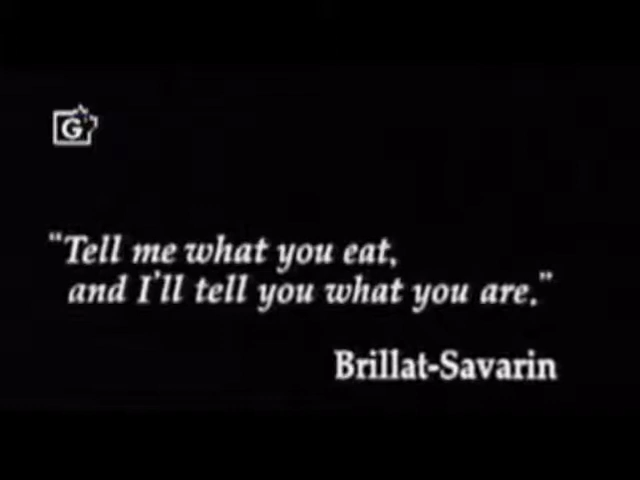 G
"Tell me what you eat,
and I'll tell you what you are."
Brillat-Savarin